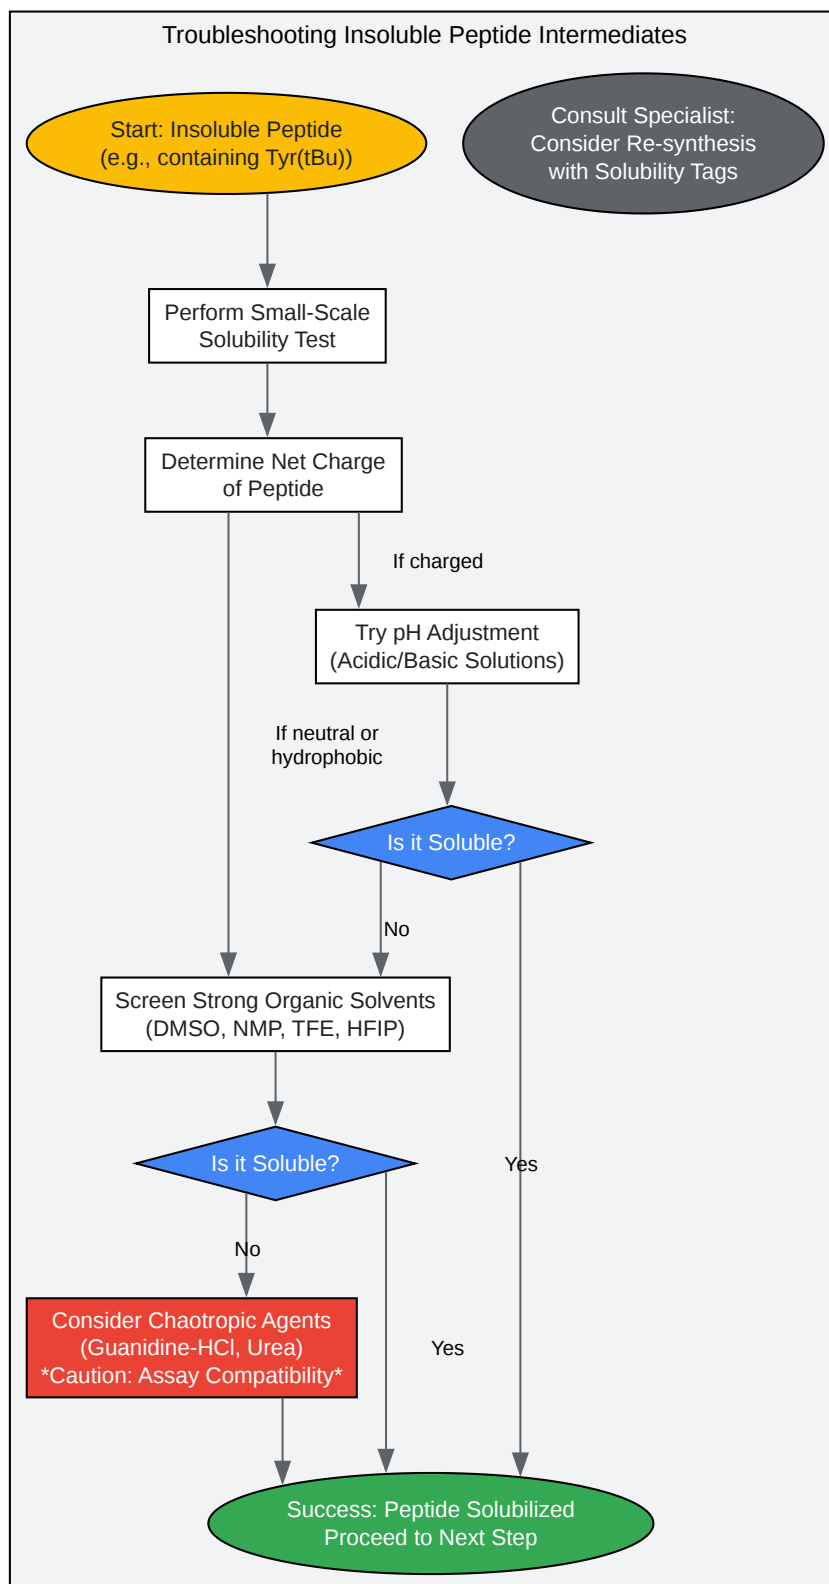 Troubleshooting Insoluble Peptide Intermediates
Start: Insoluble Peptide
(e.g., containing Tyr(tBu))
Consult Specialist:
Consider Re-synthesis
with Solubility Tags
Perform Small-Scale
Solubility Test
Determine Net Charge
of Peptide
If charged
Try pH Adjustment
(Acidic/Basic Solutions)
If neutral or
hydrophobic
Is it Soluble?
No
Screen Strong Organic Solvents
(DMSO, NMP, TFE, HFIP)
Is it Soluble?
Yes
No
Consider Chaotropic Agents
(Guanidine-HCl, Urea)
*Caution: Assay Compatibility*
Yes
Success: Peptide Solubilized
Proceed to Next Step